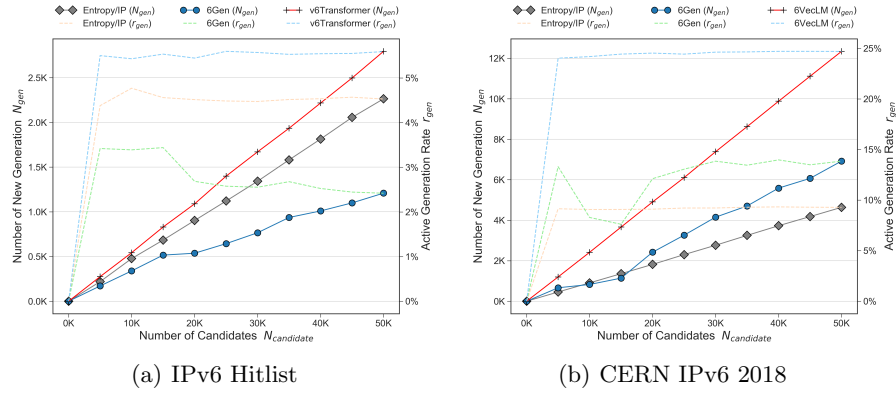 Entropy/IP (N_gen) 6Gen (N_gen) v6Transformer (N_gen)
Entropy/IP (r_gen) 6Gen (r_gen) v6Transformer (r_gen)
2.5K
2.0K
1.5K
1.0K
0.5K
0.0K
Number of New Generation N_gen
5%
4%
3%
2%
1%
0%
Active Generation Rate r_gen
0K 10K 20K 30K 40K 50K
Number of Candidates N_candidate
(a) IPv6 Hitlist
Entropy/IP (N_gen) 6Gen (N_gen) 6VecLM (N_gen)
Entropy/IP (r_gen) 6Gen (r_gen) 6VecLM (r_gen)
12K
10K
8K
6K
4K
2K
0K
Number of New Generation N_gen
25%
20%
15%
10%
5%
0%
Active Generation Rate r_gen
0K 10K 20K 30K 40K 50K
Number of Candidates N_candidate
(b) CERN IPv6 2018